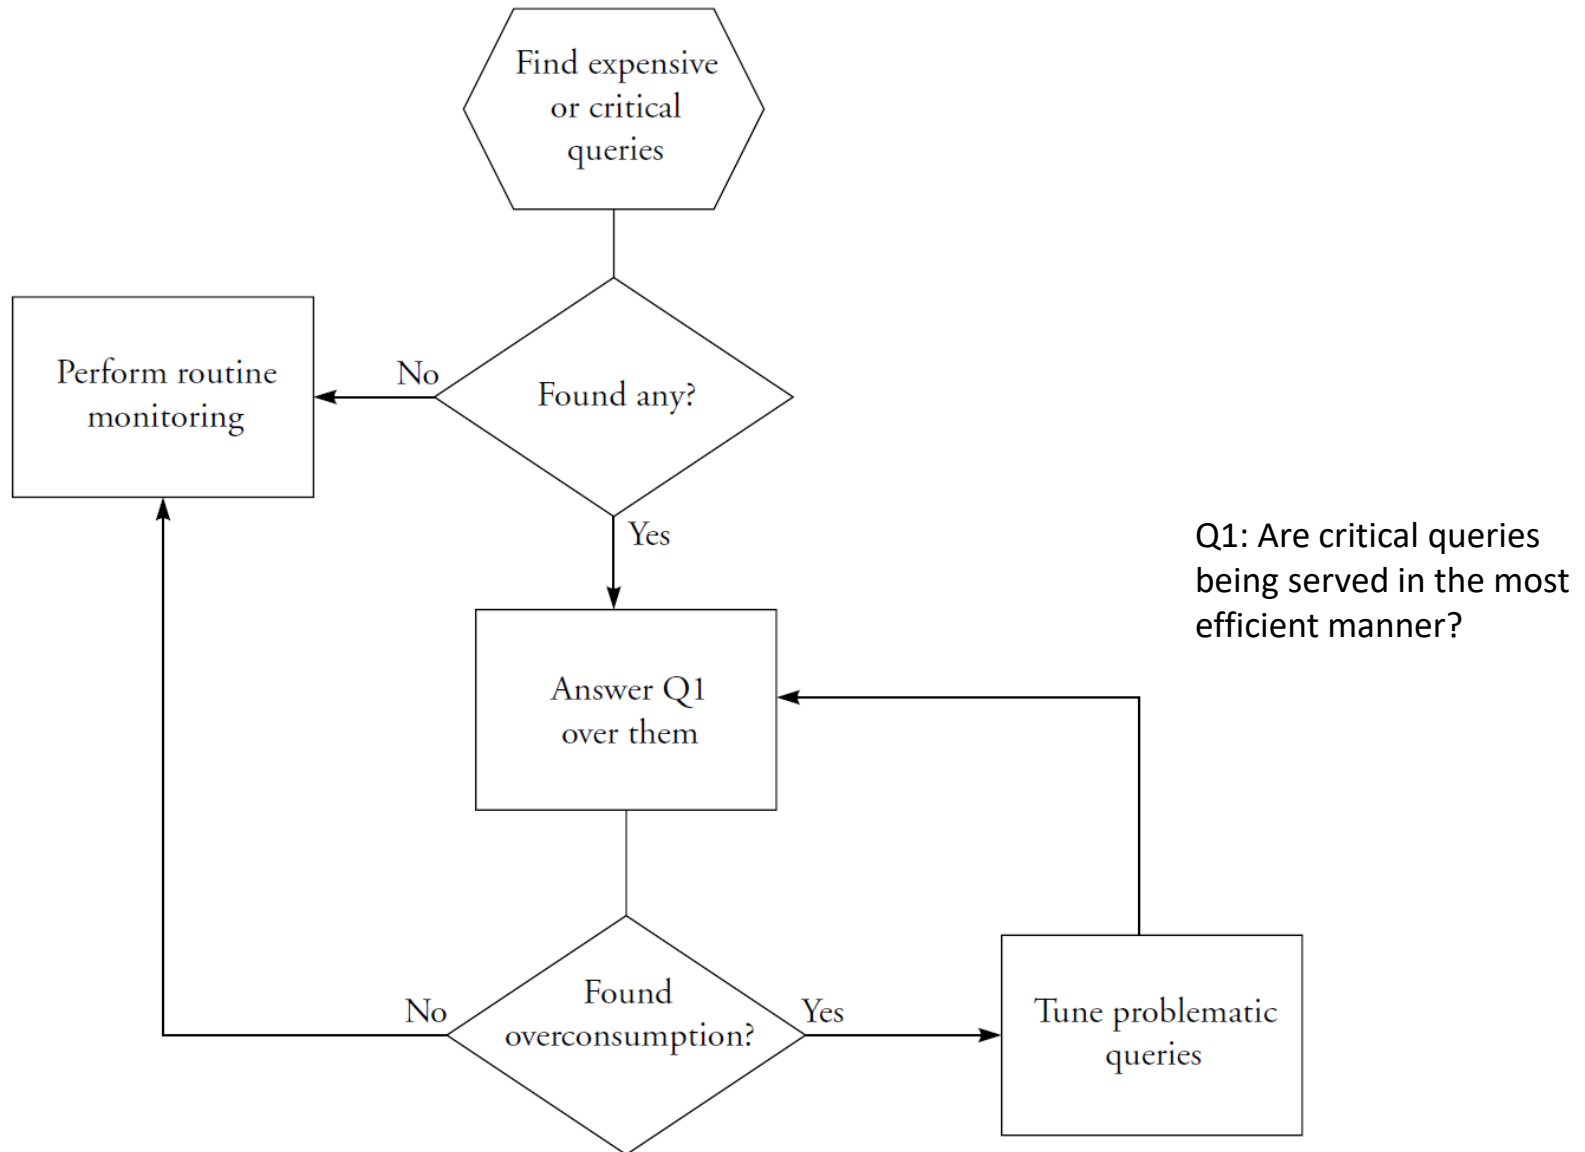 Find expensive
or critical
queries
Perform routine
monitoring
No
Found any?
Yes
Q1: Are critical queries
being served in the most
efficient manner?
Answer Q1
over them
No
Found
overconsumption?
Yes
Tune problematic
queries